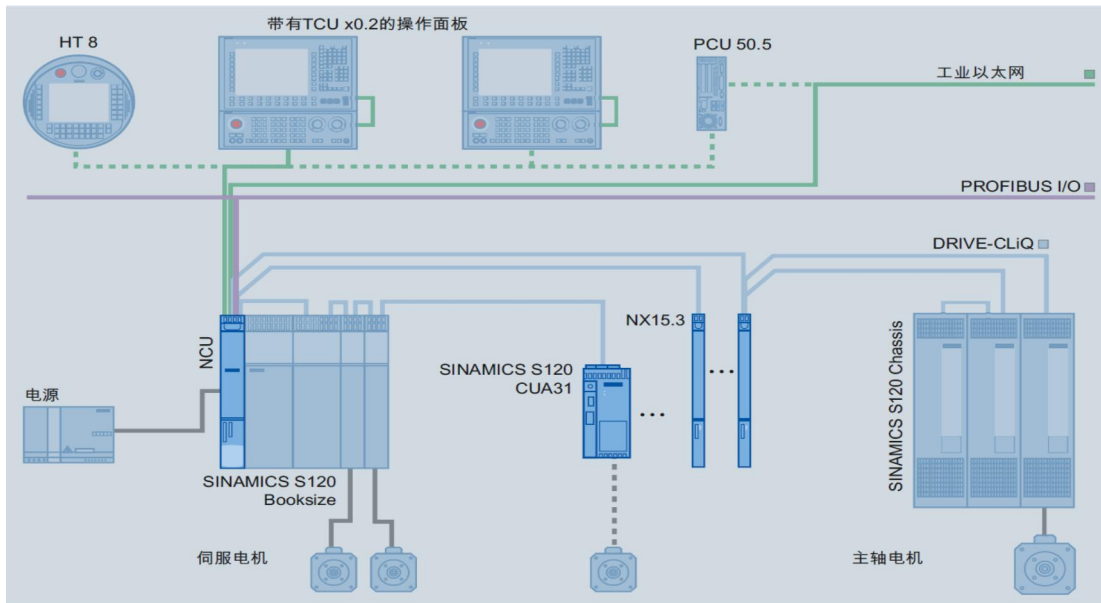 带有TCU x0.2的操作面板
HT 8
PCU 50.5
工业以太网
PROFIBUS I/O
DRIVE-CLiQ
NX15.3
NCU
SINAMICS S120
CUA31
SINAMICS S120 Chassis
电源
SINAMICS S120
Booksize
伺服电机
主轴电机